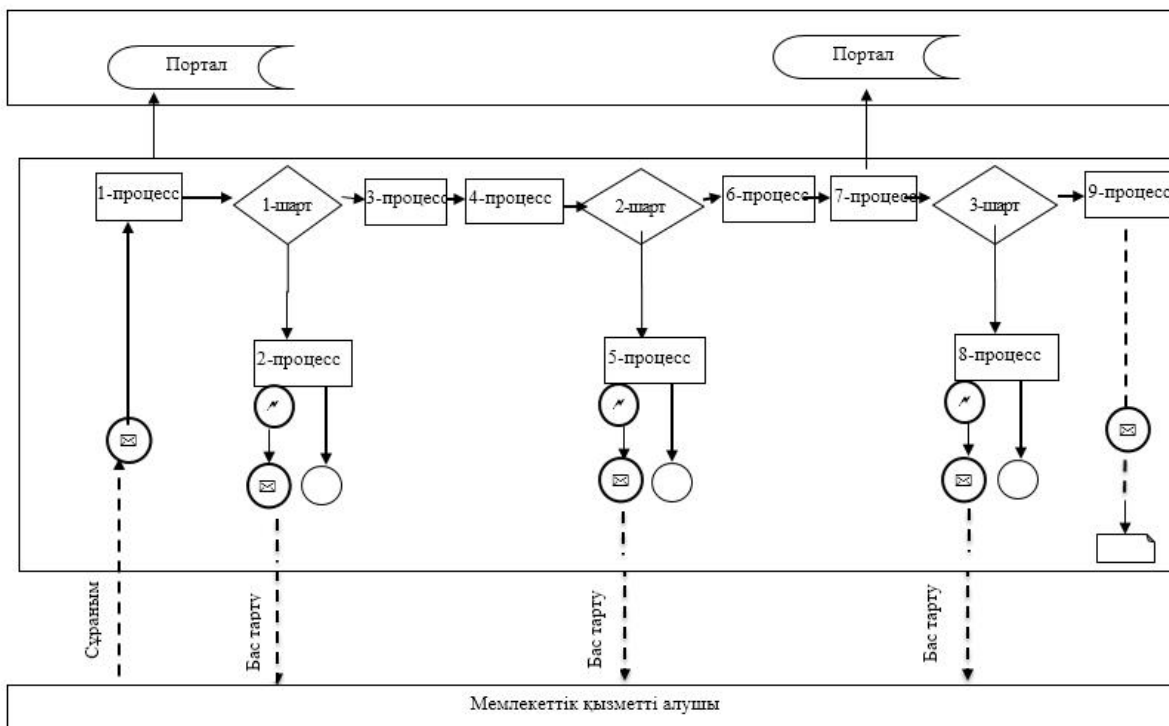 Портал
Портал
1-процесс
1-шарт
3-процесс
4-процесс
2-шарт
6-процесс
7-процесс
3-шарт
9-процесс
2-процесс
5-процесс
8-процесс
Сұраным
Бас тарту
Бас тарту
Бас тарту
Мемлекеттік қызметті алушы